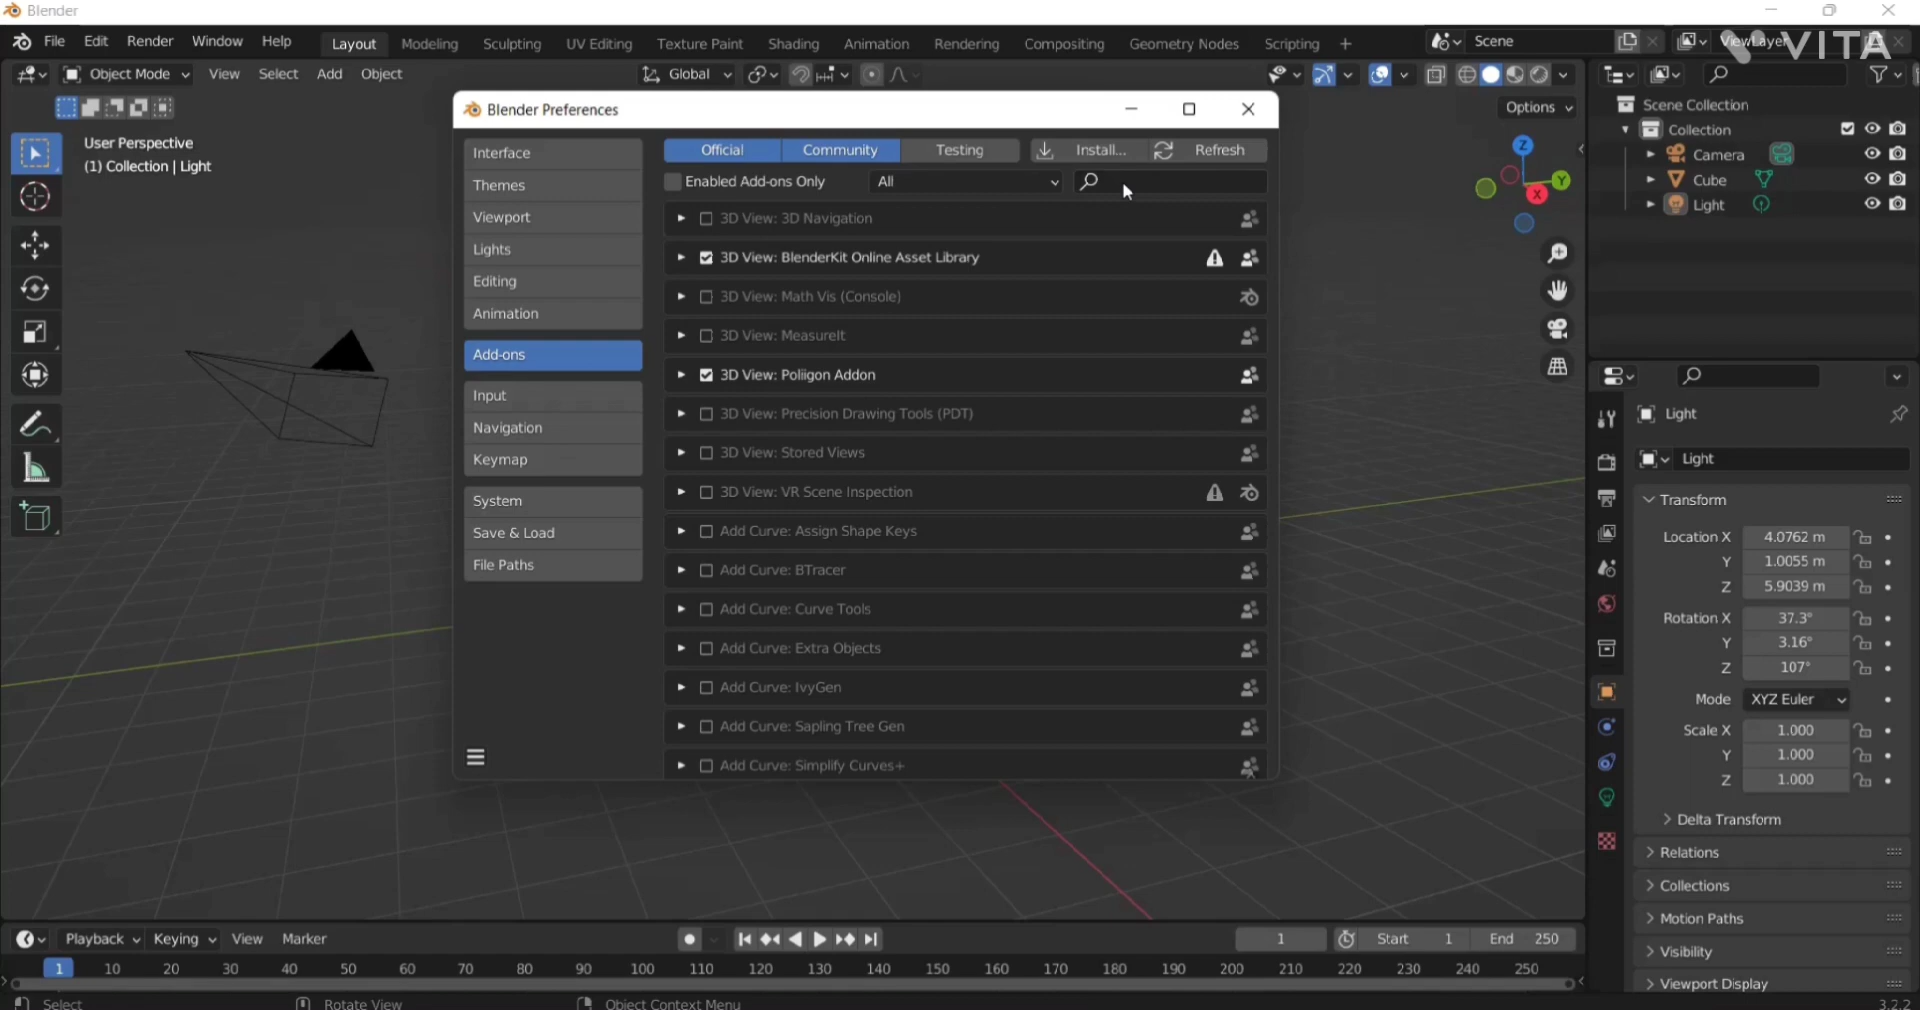 Blender
File Edit Render Window Help Layout Modeling Sculpting UV Editing Texture Paint Shading Animation Rendering Compositing Geometry Nodes Scripting + Scene ViewLayer
VITA
Object Mode View Select Add Object Global
Options
User Perspective
(1) Collection | Light
Blender Preferences
Interface
Themes
Viewport
Lights
Editing
Animation
Add-ons
Input
Navigation
Keymap
System
Save & Load
File Paths
Official Community Testing Install... Refresh
Enabled Add-ons Only All
3D View: 3D Navigation
3D View: BlenderKit Online Asset Library
3D View: Math Vis (Console)
3D View: MeasureIt
3D View: Poliigon Addon
3D View: Precision Drawing Tools (PDT)
3D View: Stored Views
3D View: VR Scene Inspection
Add Curve: Assign Shape Keys
Add Curve: BTracer
Add Curve: Curve Tools
Add Curve: Extra Objects
Add Curve: IvyGen
Add Curve: Sapling Tree Gen
Add Curve: Simplify Curves+
Z
Y
X
Scene Collection
Collection
Camera
Cube
Light
Light
Light
Transform
Location X 4.0762 m
Y 1.0055 m
Z 5.9039 m
Rotation X 37.3°
Y 3.16°
Z 107°
Mode XYZ Euler
Scale X 1.000
Y 1.000
Z 1.000
Delta Transform
Relations
Collections
Motion Paths
Visibility
Viewport Display
Playback Keying View Marker 1 Start 1 End 250
1 10 20 30 40 50 60 70 80 90 100 110 120 130 140 150 160 170 180 190 200 210 220 230 240 250
Select Rotate View Object Context Menu 3.2.2